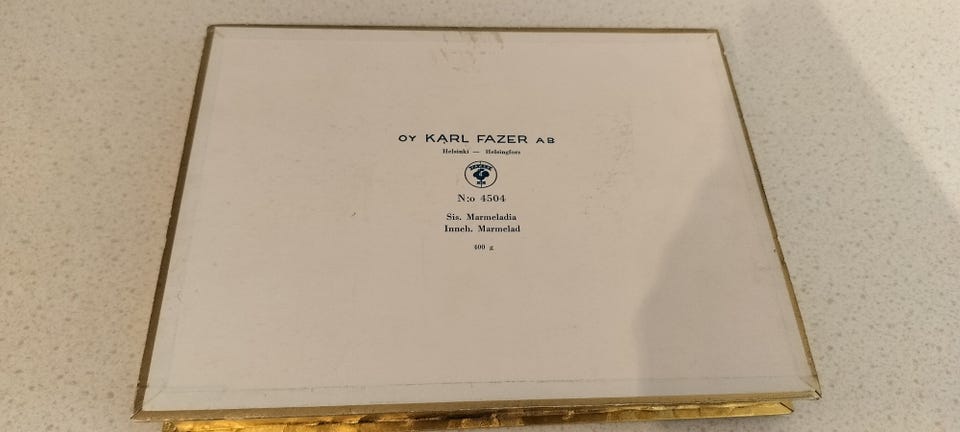 OY KARL FAZER AB
Helsinki — Helsingfors
N:o 4504
Sis. Marmeladia
Inneh. Marmelad
400 g